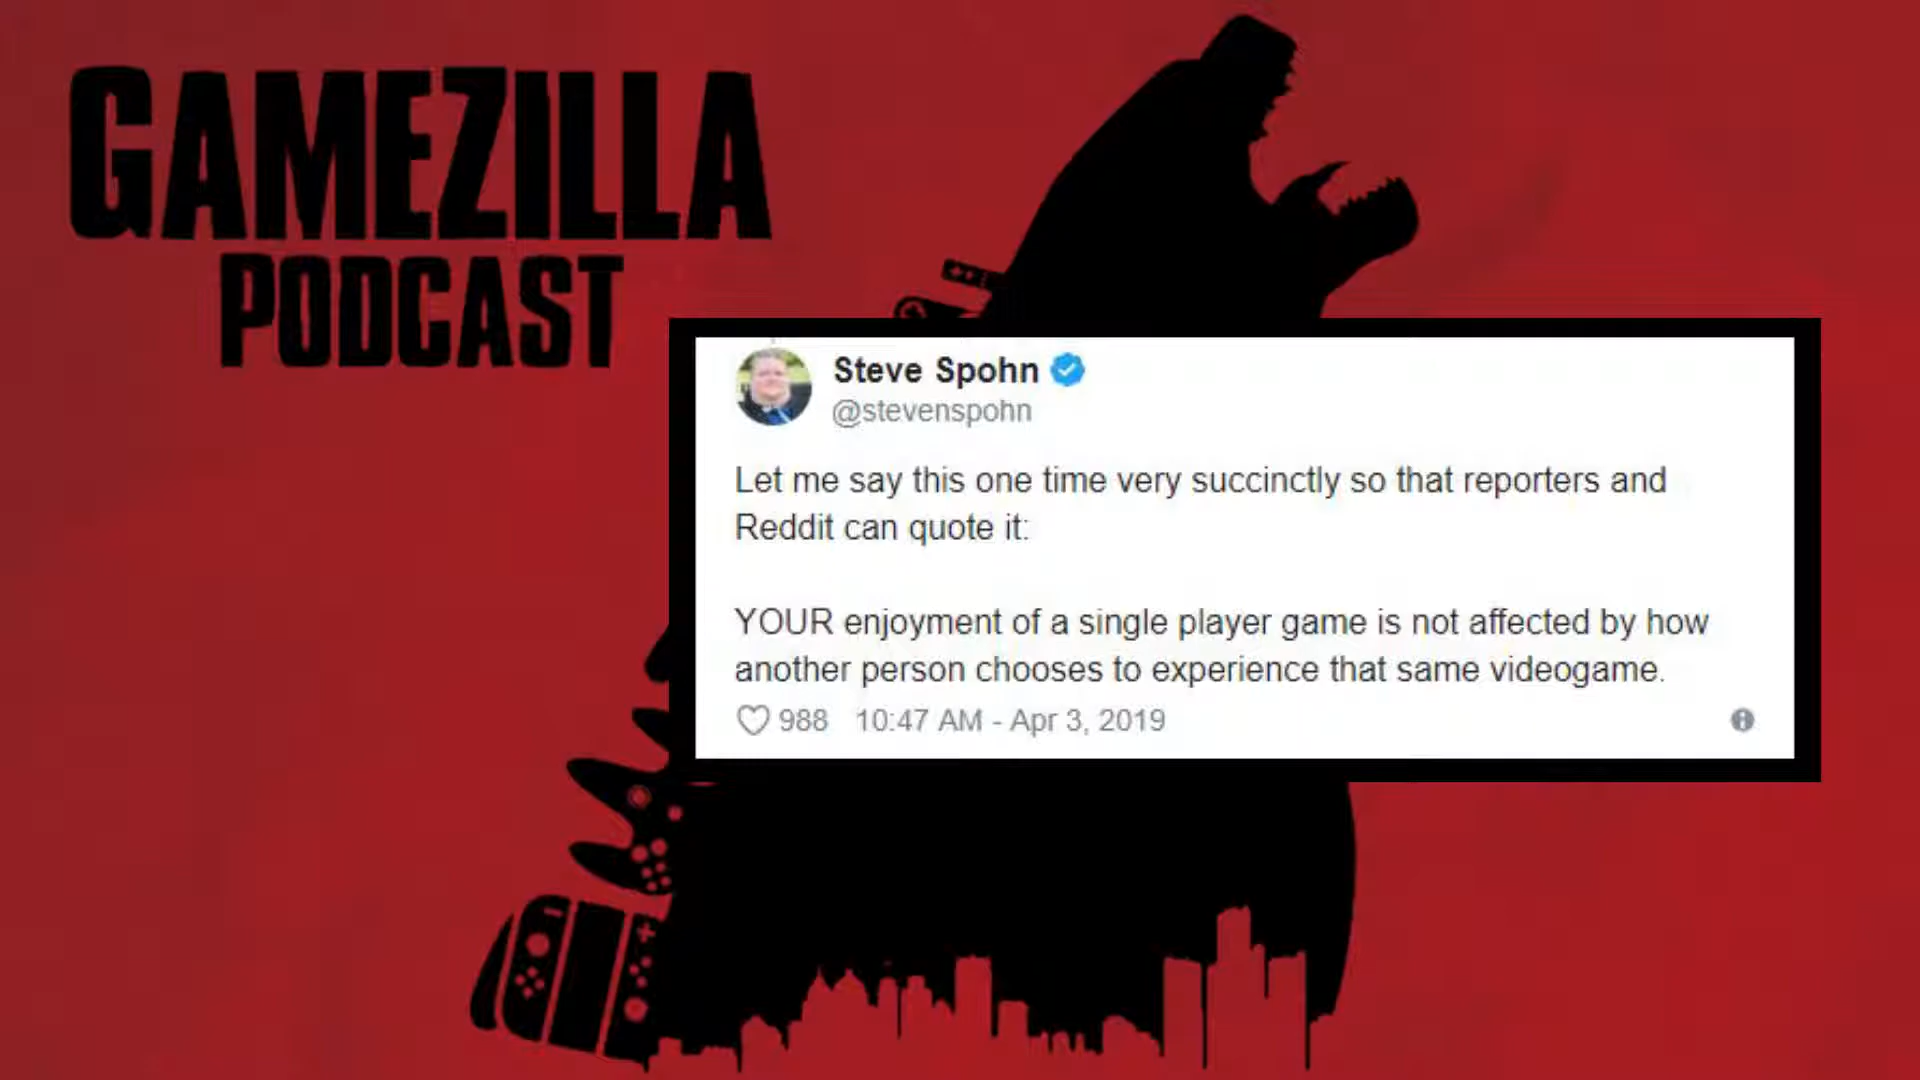 GAMEZILLA
PODCAST
Steve Spohn
@stevenspohn
Let me say this one time very succinctly so that reporters and
Reddit can quote it:
YOUR enjoyment of a single player game is not affected by how
another person chooses to experience that same videogame.
988 10:47 AM - Apr 3, 2019